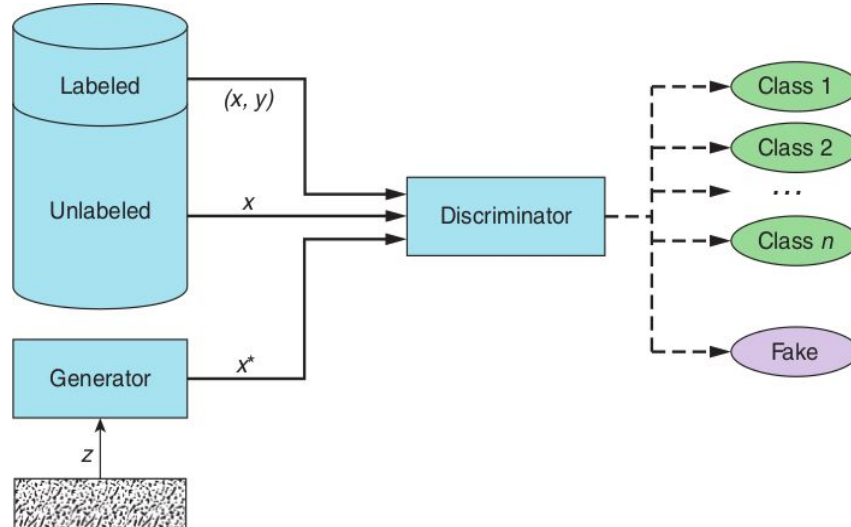 Labeled
(x, y)
Class 1
Class 2
Unlabeled
x
Discriminator
...
Class n
Generator
x*
Fake
z